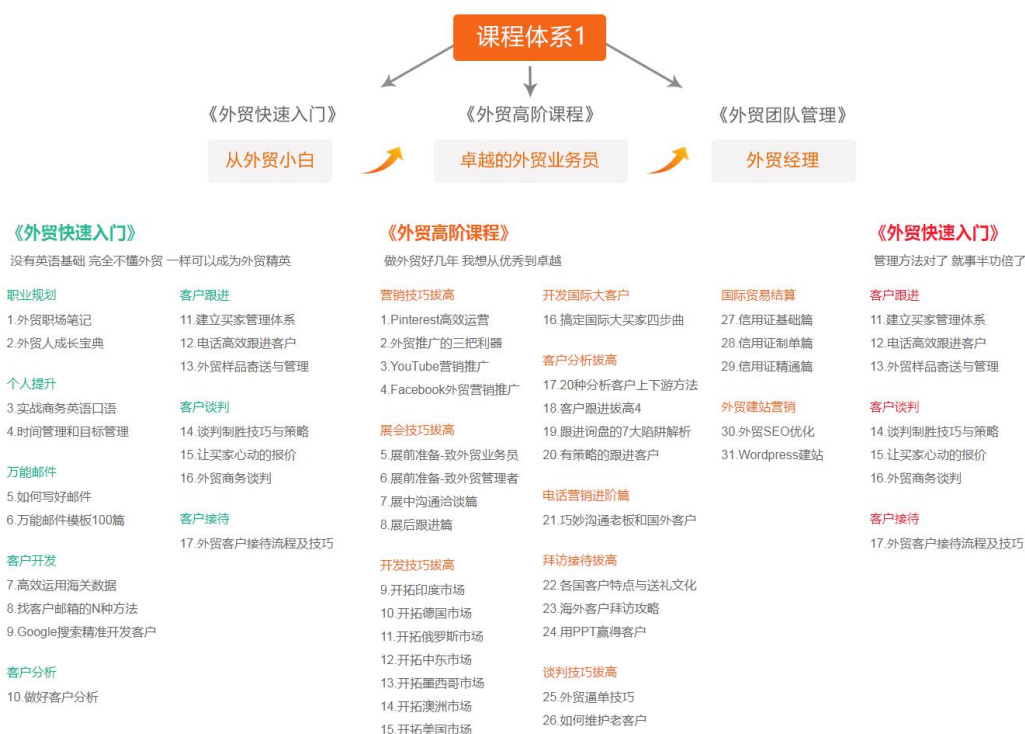 课程体系1
《外贸快速入门》
《外贸高阶课程》
《外贸团队管理》
从外贸小白
卓越的外贸业务员
外贸经理
《外贸快速入门》
没有英语基础 完全不懂外贸 一样可以成为外贸精英
职业规划
1.外贸职场笔记
2.外贸人成长宝典
个人提升
3.实战商务英语口语
4.时间管理和目标管理
万能邮件
5.如何写好邮件
6.万能邮件模板100篇
客户开发
7.高效运用海关数据
8.找客户邮箱的N种方法
9.Google搜索精准开发客户
客户分析
10.做好客户分析
客户跟进
11.建立买家管理体系
12.电话高效跟进客户
13.外贸样品寄送与管理
客户谈判
14.谈判制胜技巧与策略
15.让买家心动的报价
16.外贸商务谈判
客户接待
17.外贸客户接待流程及技巧
《外贸高阶课程》
做外贸好几年 我想从优秀到卓越
营销技巧拔高
1.Pinterest高效运营
2.外贸推广的三把利器
3.YouTube营销推广
4.Facebook外贸营销推广
展会技巧拔高
5.展前准备-致外贸业务员
6.展前准备-致外贸管理者
7.展中沟通洽谈篇
8.展后跟进篇
开发技巧拔高
9.开拓印度市场
10.开拓德国市场
11.开拓俄罗斯市场
12.开拓中东市场
13.开拓墨西哥市场
14.开拓澳洲市场
15.开拓美国市场
开发国际大客户
16.搞定国际大买家四步曲
客户分析拔高
17.20种分析客户上下游方法
18.客户跟进拔高4
19.跟进询盘的7大陷阱解析
20.有策略的跟进客户
电话营销进阶篇
21.巧妙沟通老板和国外客户
拜访接待拔高
22.各国客户特点与送礼文化
23.海外客户拜访攻略
24.用PPT赢得客户
谈判技巧拔高
25.外贸逼单技巧
26.如何维护老客户
国际贸易结算
27.信用证基础篇
28.信用证制单篇
29.信用证精通篇
外贸建站营销
30.外贸SEO优化
31.Wordpress建站
《外贸快速入门》
管理方法对了 就事半功倍了
客户跟进
11.建立买家管理体系
12.电话高效跟进客户
13.外贸样品寄送与管理
客户谈判
14.谈判制胜技巧与策略
15.让买家心动的报价
16.外贸商务谈判
客户接待
17.外贸客户接待流程及技巧